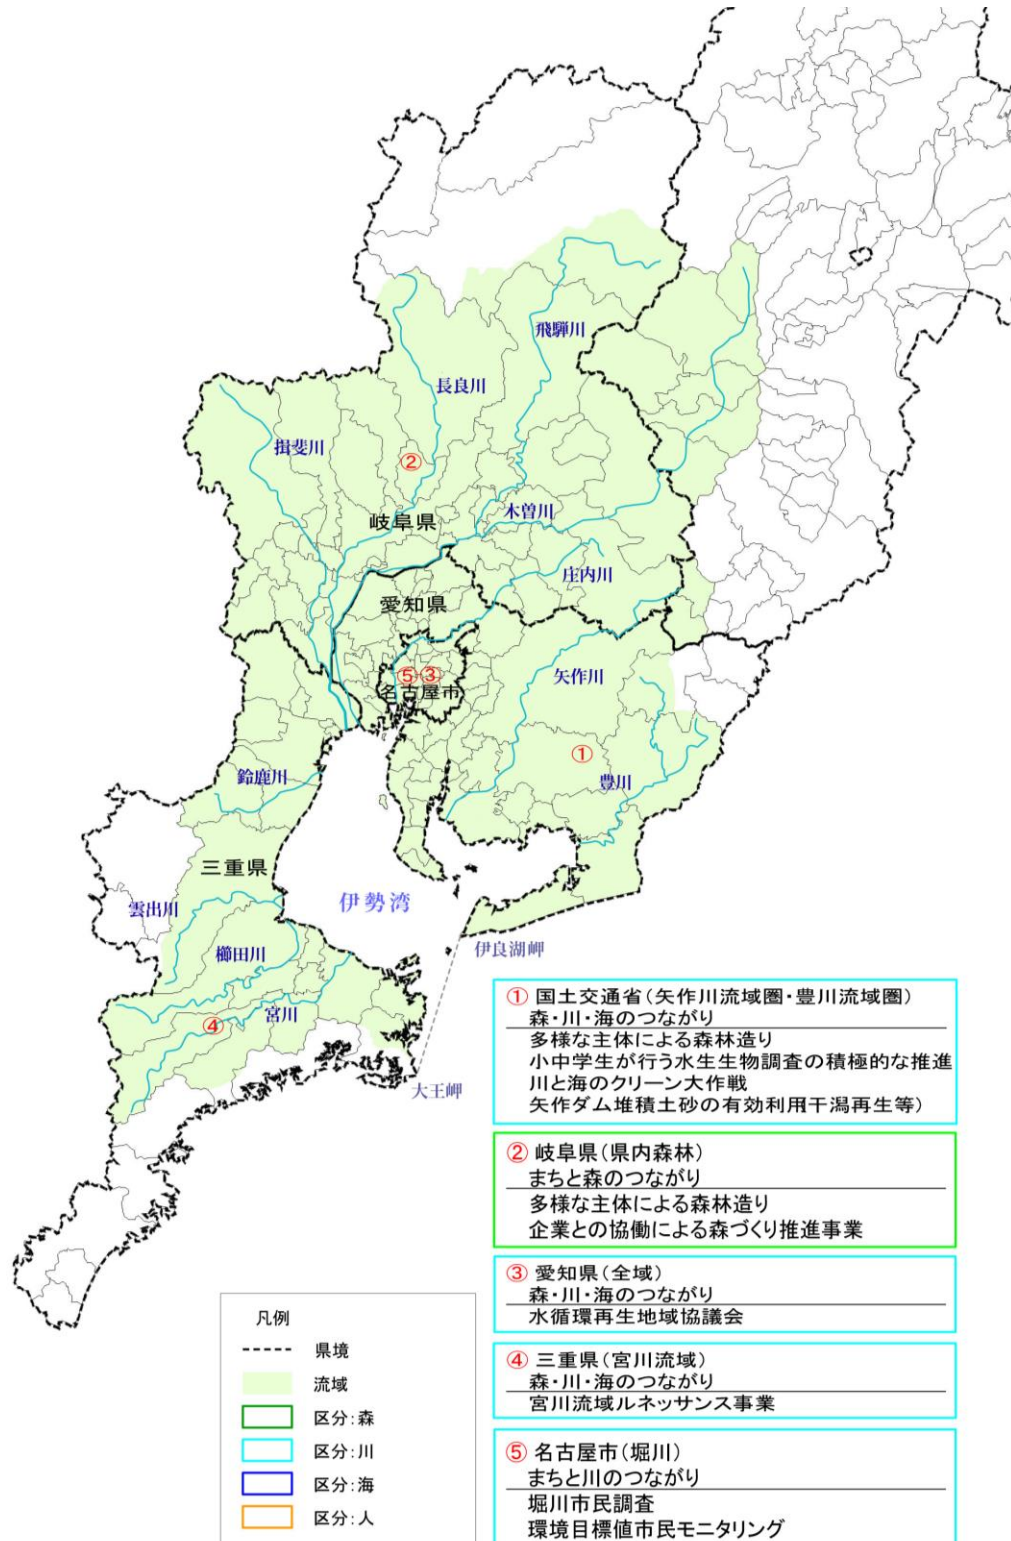 飛騨川
長良川
揖斐川
②
岐阜県
木曽川
庄内川
愛知県
⑤
③
名古屋市
矢作川
①
豊川
鈴鹿川
三重県
雲出川
伊勢湾
櫛田川
伊良湖岬
宮川
④
大王岬
① 国土交通省(矢作川流域圏・豊川流域圏)
森・川・海のつながり
多様な主体による森林造り
小中学生が行う水生生物調査の積極的な推進
川と海のクリーン大作戦
矢作ダム堆積土砂の有効利用干潟再生等)
② 岐阜県(県内森林)
まちと森のつながり
多様な主体による森林造り
企業との協働による森づくり推進事業
③ 愛知県(全域)
森・川・海のつながり
水循環再生地域協議会
④ 三重県(宮川流域)
森・川・海のつながり
宮川流域ルネッサンス事業
⑤ 名古屋市(堀川)
まちと川のつながり
堀川市民調査
環境目標値市民モニタリング
凡例
県境
流域
区分:森
区分:川
区分:海
区分:人